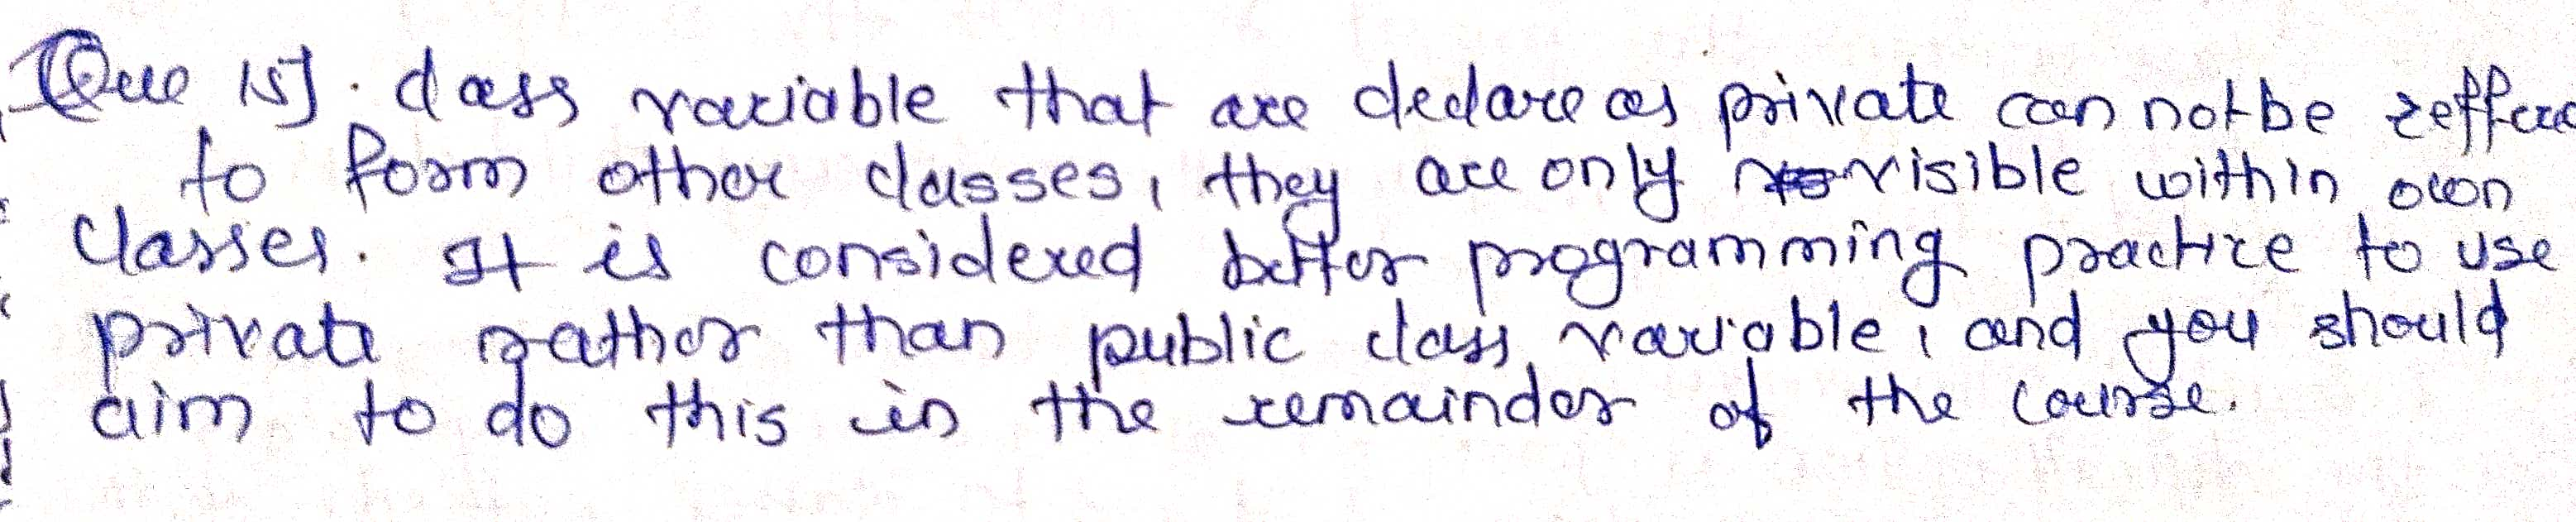 Que 15]. class variable that are declare as private can not be reffere
to form other classes, they are only visible within own
classes. It is considered better programming practice to use
private rather than public class variable, and you should
aim to do this in the remainder of the course.